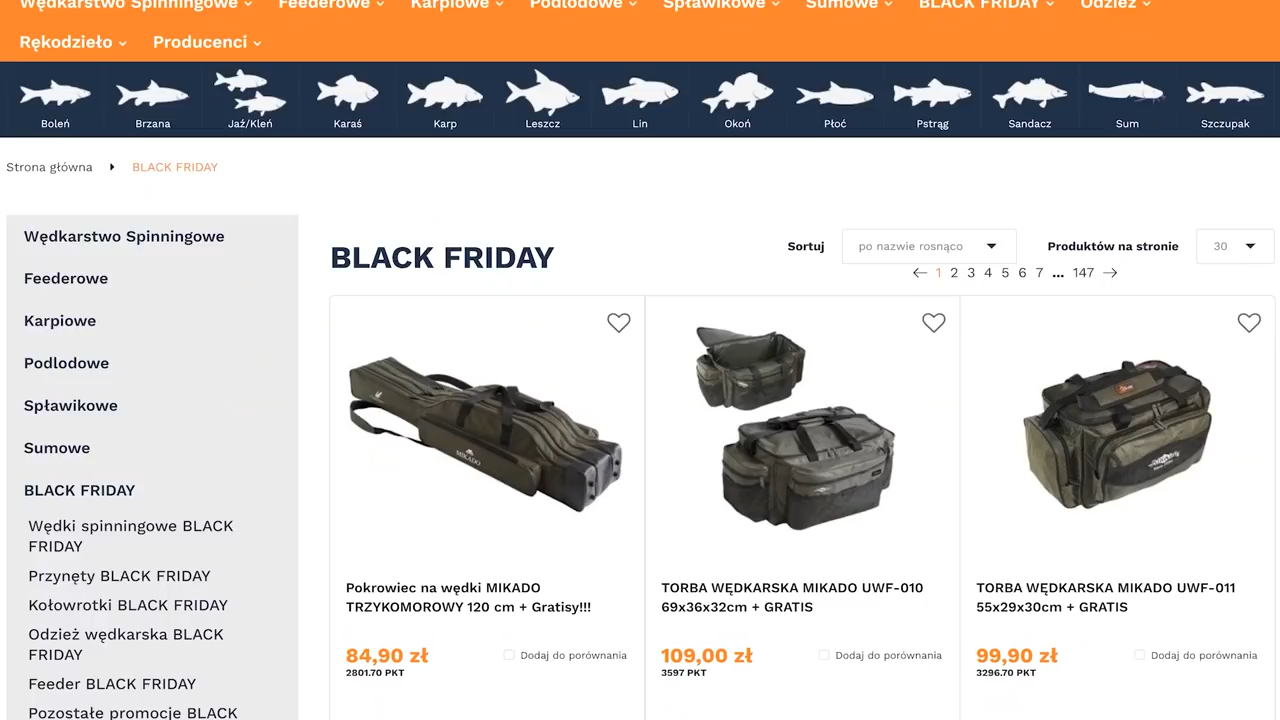 Wędkarstwo Spinningowe Feederowe Karpiowe Podlodowe Spławikowe Sumowe BLACK FRIDAY Odzież
Rękodzieło Producenci
Boleń Brzana Jaź/Kleń Karaś Karp Leszcz Lin Okoń Płoć Pstrąg Sandacz Sum Szczupak
Strona główna BLACK FRIDAY
Wędkarstwo Spinningowe
Feederowe
Karpiowe
Podlodowe
Spławikowe
Sumowe
BLACK FRIDAY
Wędki spinningowe BLACK
FRIDAY
Przynęty BLACK FRIDAY
Kołowrotki BLACK FRIDAY
Odzież wędkarska BLACK
FRIDAY
Feeder BLACK FRIDAY
Pozostałe promocje BLACK
BLACK FRIDAY
Sortuj po nazwie rosnąco Produktów na stronie 30
1 2 3 4 5 6 7 ... 147
MIKADO
Pokrowiec na wędki MIKADO
TRZYKOMOROWY 120 cm + Gratisy!!!
84,90 zł Dodaj do porównania
2801.70 PKT
TORBA WĘDKARSKA MIKADO UWF-010
69x36x32cm + GRATIS
109,00 zł Dodaj do porównania
3597 PKT
TORBA WĘDKARSKA MIKADO UWF-011
55x29x30cm + GRATIS
99,90 zł Dodaj do porównania
3296.70 PKT